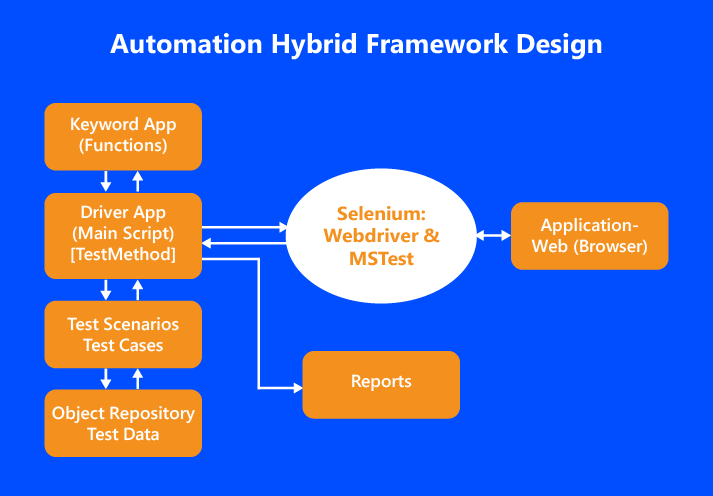 Automation Hybrid Framework Design
Keyword App
(Functions)
Driver App
(Main Script)
[TestMethod]
Test Scenarios
Test Cases
Object Repository
Test Data
Selenium:
Webdriver &
MSTest
Application-
Web (Browser)
Reports